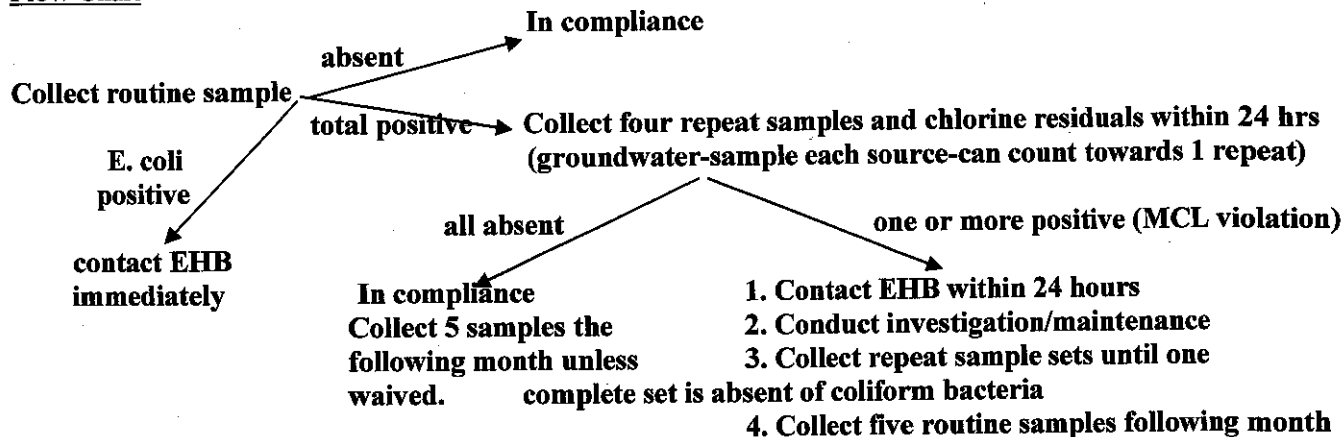 In compliance
absent
Collect routine sample
total positive
Collect four repeat samples and chlorine residuals within 24 hrs
(groundwater-sample each source-can count towards 1 repeat)
E. coli
positive
contact EHB
immediately
all absent
one or more positive (MCL violation)
In compliance
Collect 5 samples the
following month unless
waived.
1. Contact EHB within 24 hours
2. Conduct investigation/maintenance
3. Collect repeat sample sets until one
complete set is absent of coliform bacteria
4. Collect five routine samples following month